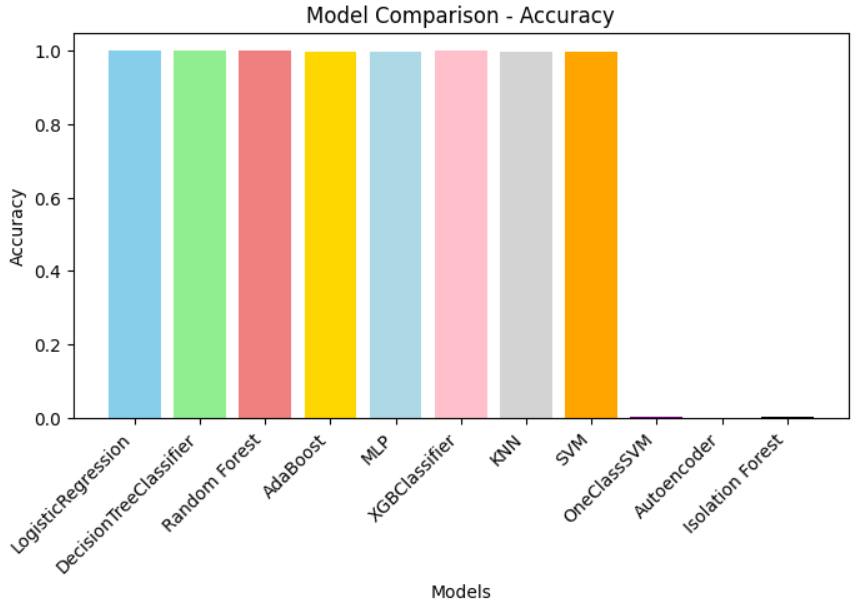 Model Comparison - Accuracy
1.0
0.8
0.6
0.4
0.2
0.0
Accuracy
LogisticRegression
DecisionTreeClassifier
Random Forest
AdaBoost
MLP
XGBClassifier
KNN
SVM
OneClassSVM
Autoencoder
Isolation Forest
Models